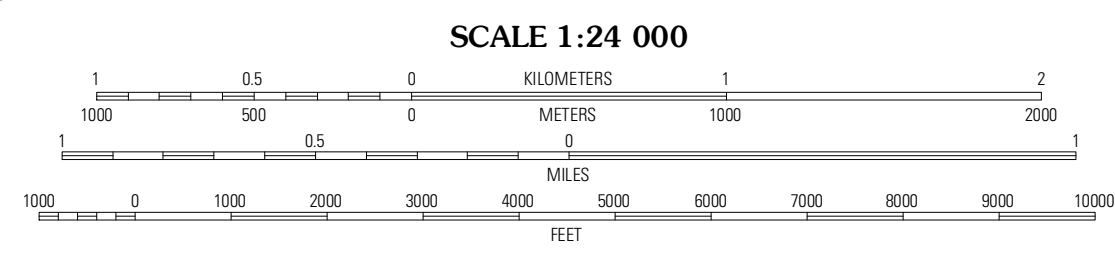 SCALE 1:24 000
1 0.5 0 KILOMETERS 1 2
1000 500 0 METERS 1000 2000
1 0.5 0 1
MILES
1000 0 1000 2000 3000 4000 5000 6000 7000 8000 9000 10000
FEET